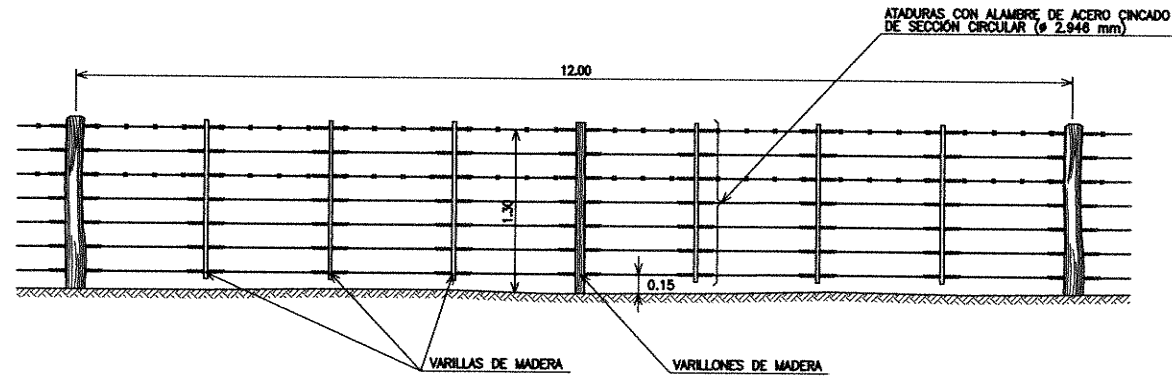 ATADURAS CON ALAMBRE DE ACERO CINCADO
DE SECCIÓN CIRCULAR (ø 2.946 mm)
12.00
1.30
0.15
VARILLAS DE MADERA
VARILLONES DE MADERA